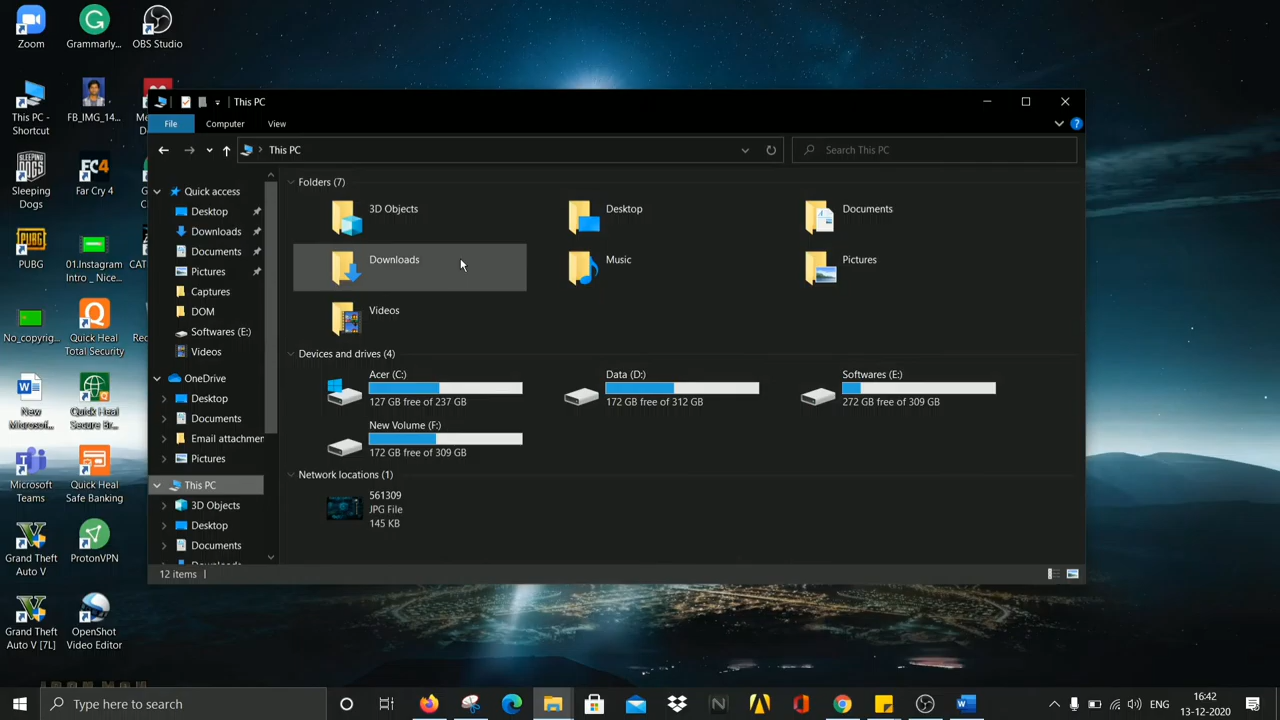 Zoom
Grammarly...
OBS Studio
This PC -
Shortcut
FB_IMG_14...
Sleeping
Dogs
Far Cry 4
PUBG
01.Instagram
Intro _ Nice...
No_copyrig...
Quick Heal
Total Security
New
Microsof...
Quick Heal
Secure Br...
Microsoft
Teams
Quick Heal
Safe Banking
Grand Theft
Auto V
ProtonVPN
Grand Theft
Auto V [7L]
OpenShot
Video Editor
This PC
File
Computer
View
This PC
Search This PC
Quick access
Desktop
Downloads
Documents
Pictures
Captures
DOM
Softwares (E:)
Videos
OneDrive
Desktop
Documents
Email attachmen
Pictures
This PC
3D Objects
Desktop
Documents
Folders (7)
3D Objects
Desktop
Documents
Downloads
Music
Pictures
Videos
Devices and drives (4)
Acer (C:)
127 GB free of 237 GB
Data (D:)
172 GB free of 312 GB
Softwares (E:)
272 GB free of 309 GB
New Volume (F:)
172 GB free of 309 GB
Network locations (1)
561309
JPG File
145 KB
12 items
Type here to search
ENG
16:42
13-12-2020